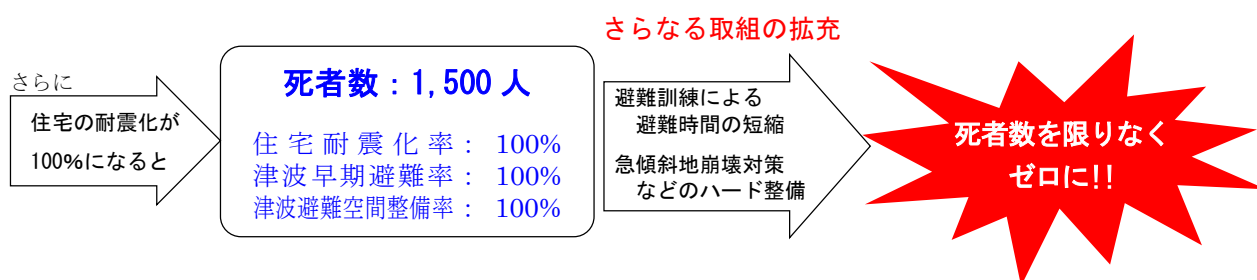 さらに
住宅の耐震化が
100%になると
死者数：1,500 人
住宅耐震化率： 100%
津波早期避難率： 100%
津波避難空間整備率： 100%
さらなる取組の拡充
避難訓練による
避難時間の短縮
急傾斜地崩壊対策
などのハード整備
死者数を限りなく
ゼロに!!